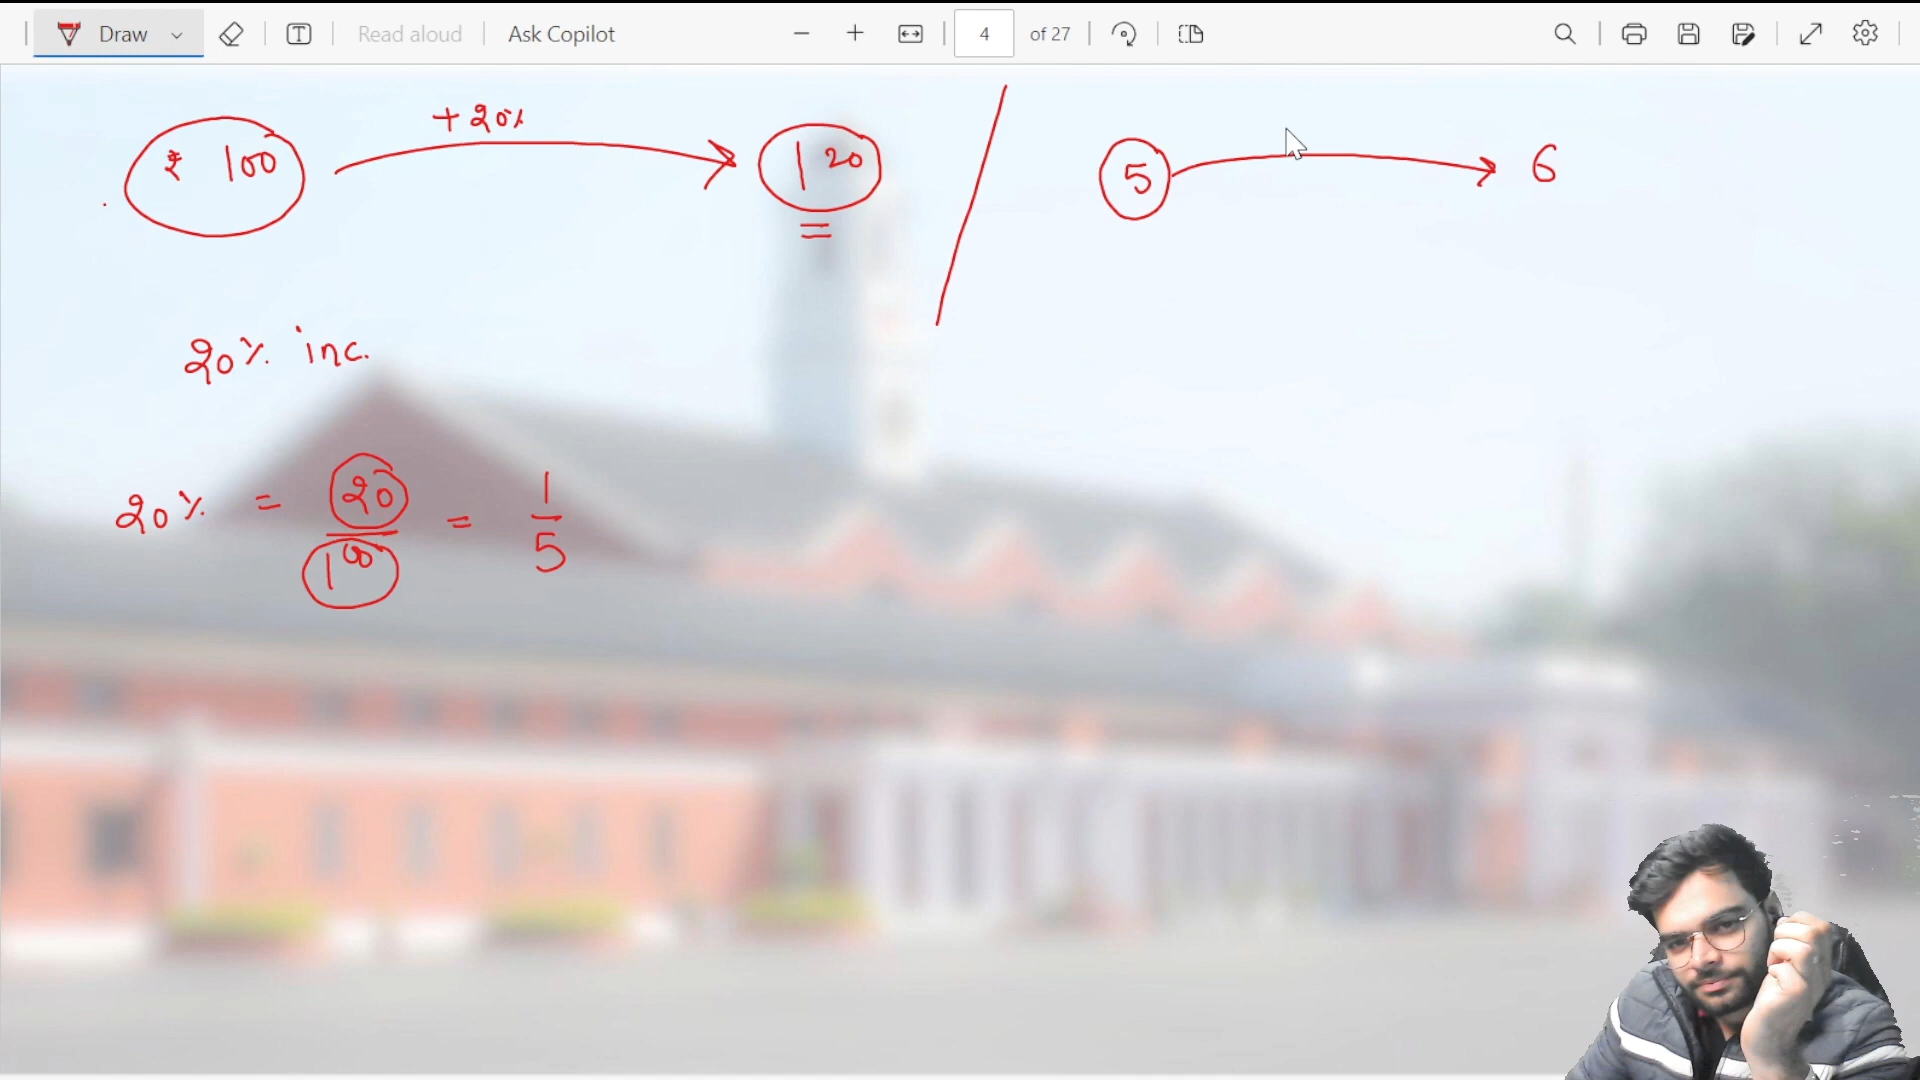 Draw Read aloud Ask Copilot 4 of 27
+20%
₹ 100 120 5 6
=
20% inc.
20% = 20/100 = 1/5